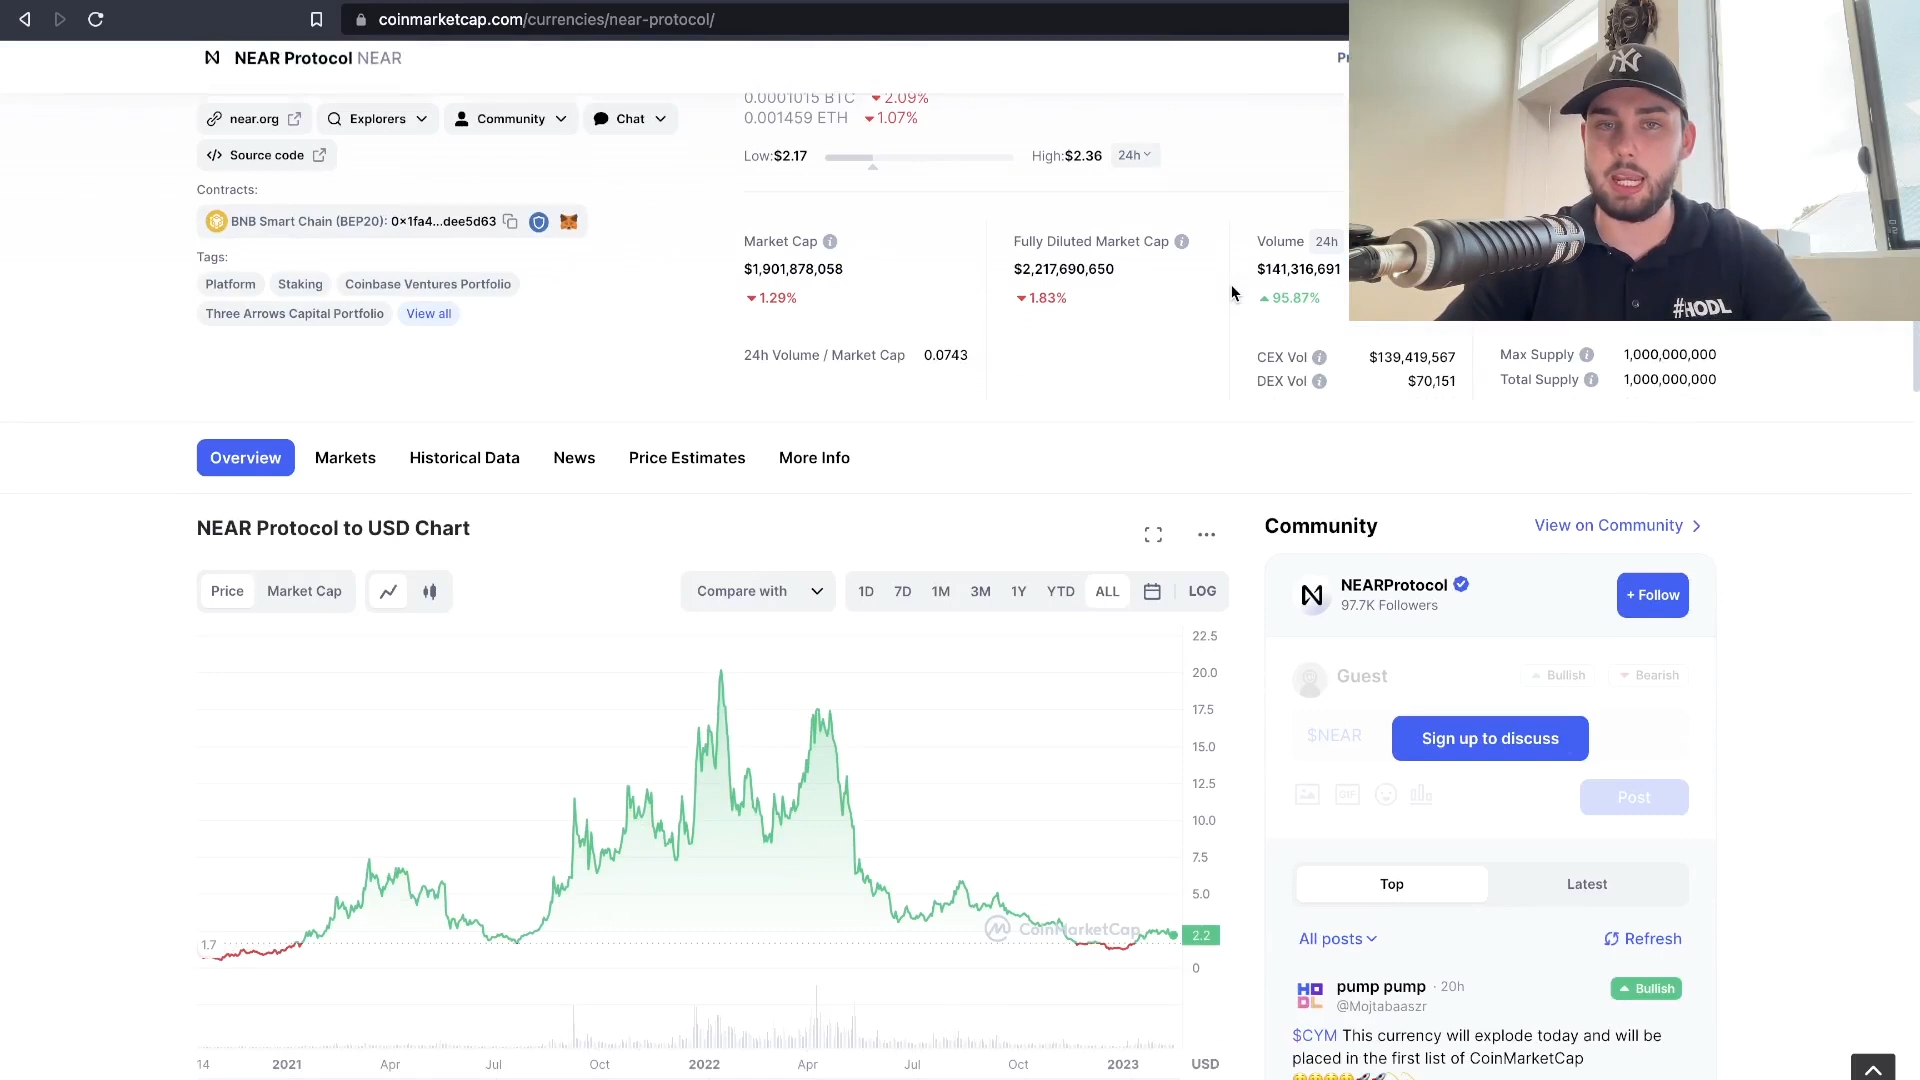 coinmarketcap.com/currencies/near-protocol/
NEAR Protocol NEAR
near.org
Explorers
Community
Chat
Source code
Contracts:
BNB Smart Chain (BEP20): 0x1fa4...dee5d63
Tags:
Platform
Staking
Coinbase Ventures Portfolio
Three Arrows Capital Portfolio
View all
0.0001015 BTC 2.09%
0.001459 ETH 1.07%
Low:$2.17
High:$2.36
24h
Market Cap
$1,901,878,058
1.29%
24h Volume / Market Cap 0.0743
Fully Diluted Market Cap
$2,217,690,650
1.83%
Volume 24h
$141,316,691
95.87%
CEX Vol $139,419,567
DEX Vol $70,151
Max Supply 1,000,000,000
Total Supply 1,000,000,000
NY
#HODL
Overview
Markets
Historical Data
News
Price Estimates
More Info
NEAR Protocol to USD Chart
Price
Market Cap
Compare with
1D
7D
1M
3M
1Y
YTD
ALL
LOG
22.5
20.0
17.5
15.0
12.5
10.0
7.5
5.0
2.2
0
1.7
CoinMarketCap
14
2021
Apr
Jul
Oct
2022
Apr
Jul
Oct
2023
USD
Community
View on Community
NEARProtocol
97.7K Followers
+ Follow
Guest
Bullish
Bearish
$NEAR
Sign up to discuss
GIF
Post
Top
Latest
All posts
Refresh
HODL
pump pump · 20h
@Mojtabaaszr
Bullish
$CYM This currency will explode today and will be
placed in the first list of CoinMarketCap